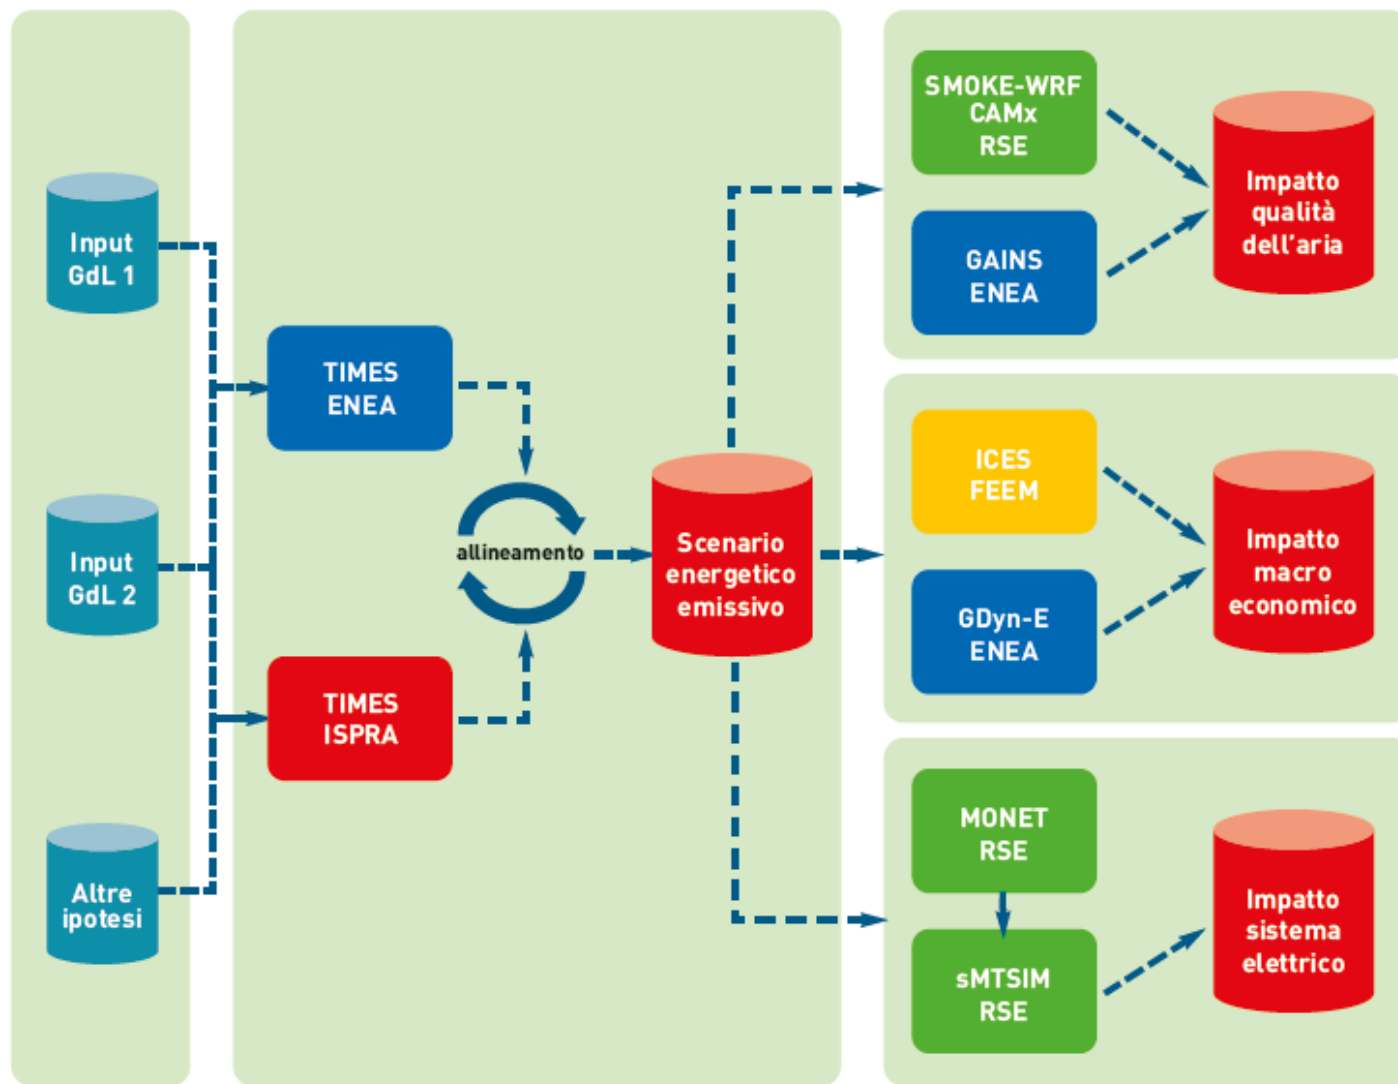 Input
GdL 1
Input
GdL 2
Altre
ipotesi
TIMES
ENEA
allineamento
TIMES
ISPRA
Scenario
energetico
emissivo
SMOKE-WRF
CAMx
RSE
GAINS
ENEA
Impatto
qualità
dell'aria
ICES
FEEM
GDyn-E
ENEA
Impatto
macro
economico
MONET
RSE
sMTSIM
RSE
Impatto
sistema
elettrico